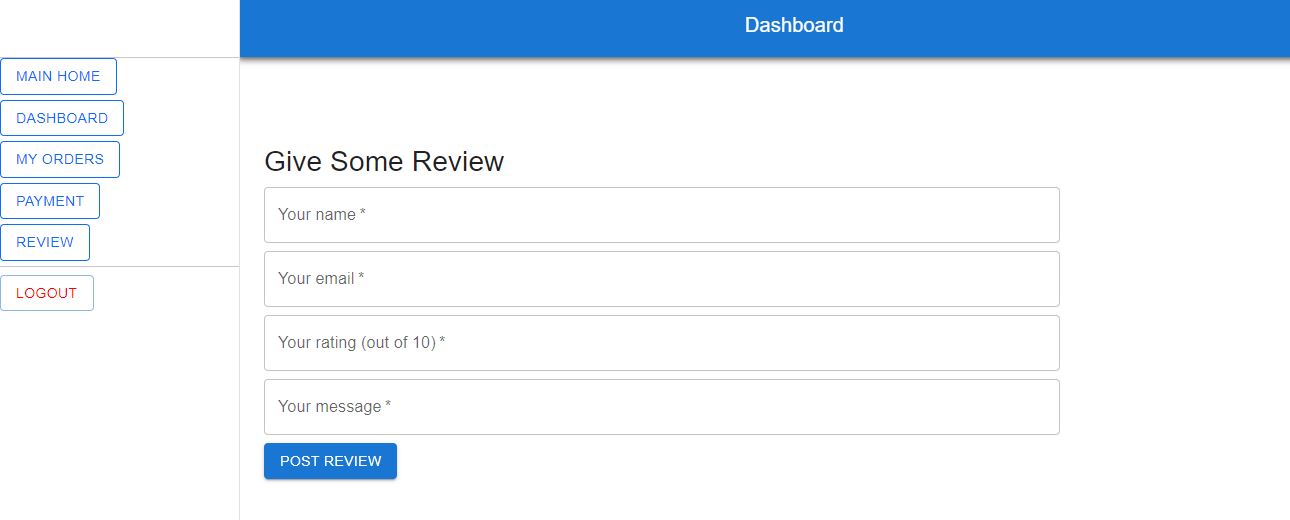 Dashboard
MAIN HOME
DASHBOARD
MY ORDERS
PAYMENT
REVIEW
LOGOUT
Give Some Review
Your name *
Your email *
Your rating (out of 10) *
Your message *
POST REVIEW